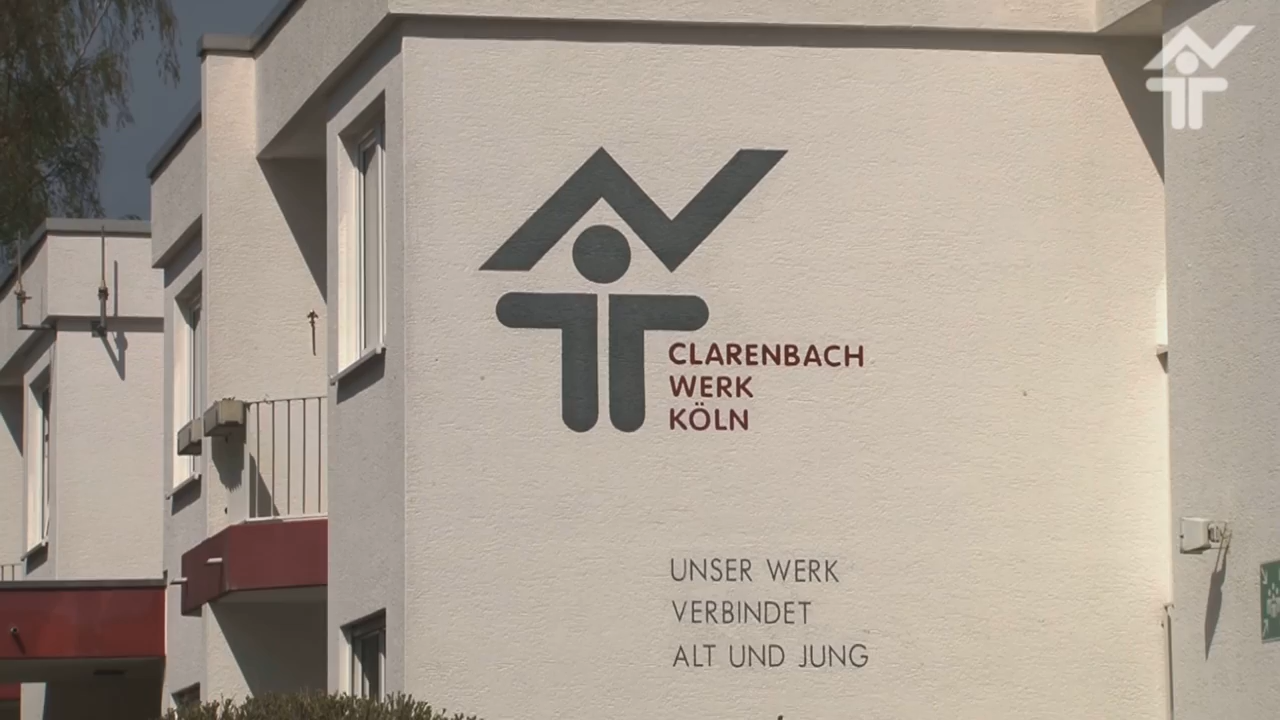 CLARENBACH
WERK
KÖLN
UNSER WERK
VERBINDET
ALT UND JUNG